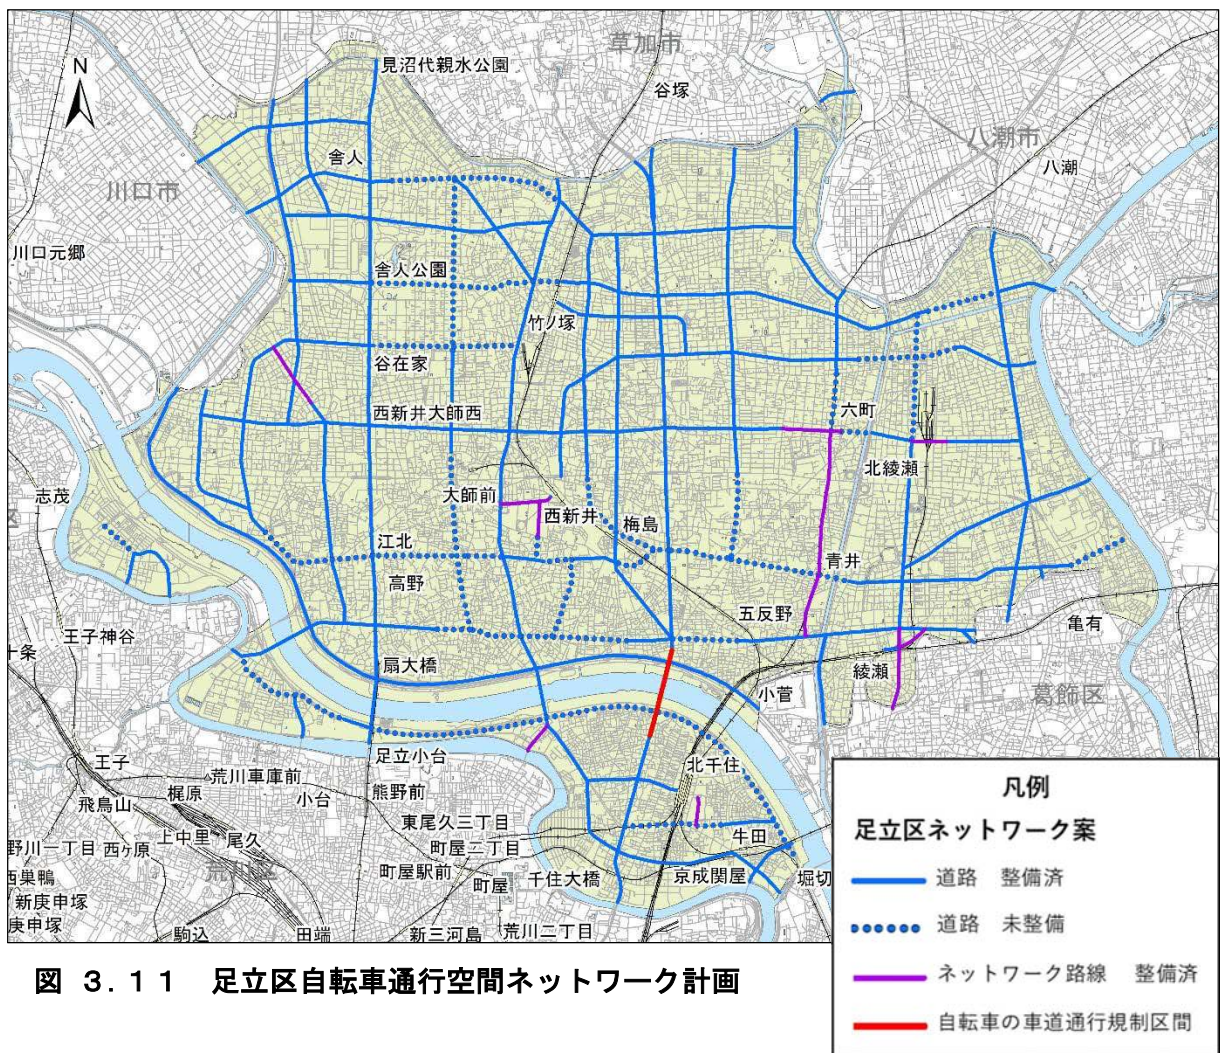 N
草加市
見沼代親水公園
谷塚
八潮市
八潮
舎人
川口市
川口元郷
舎人公園
竹ノ塚
谷在家
西新井大師西
六町
北綾瀬
志茂
大師前
西新井
梅島
江北
青井
高野
五反野
王子神谷
亀有
十条
扇大橋
綾瀬
小菅
葛飾区
足立小台
北千住
王子
荒川車庫前
熊野前
飛鳥山
梶原
小台
東尾久三丁目
上中里
尾久
牛田
野川一丁目
西ヶ原
町屋二丁目
西巣鴨
町屋駅前
町屋
千住大橋
京成関屋
堀切
新庚申塚
庚申塚
駒込
田端
新三河島
荒川二丁目
凡例
足立区ネットワーク案
道路 整備済
道路 未整備
ネットワーク路線 整備済
自転車の車道通行規制区間
図 3.11 足立区自転車通行空間ネットワーク計画